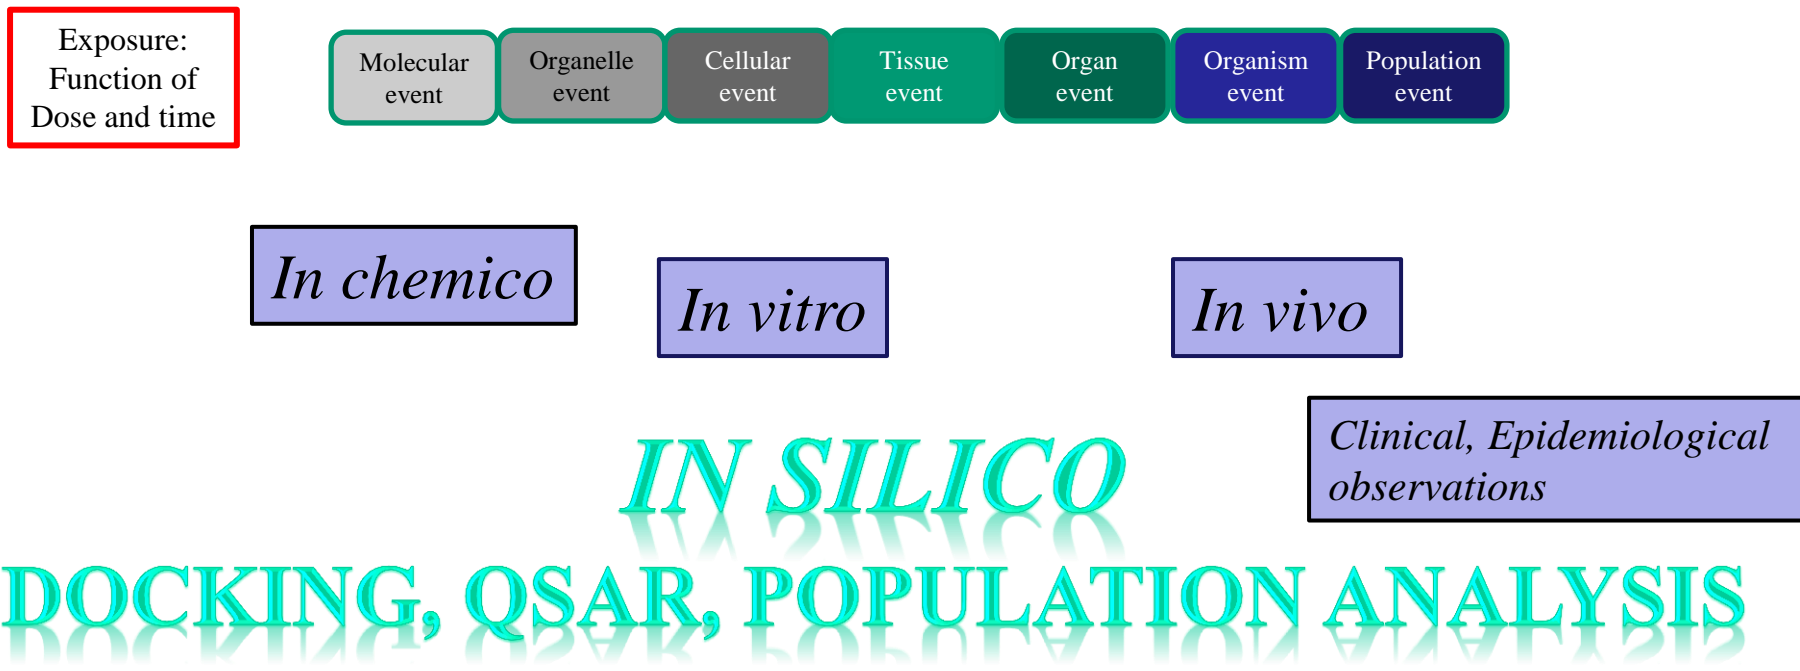 Exposure:
Function of
Dose and time
Molecular
event
Organelle
event
Cellular
event
Tissue
event
Organ
event
Organism
event
Population
event
In chemico
In vitro
In vivo
Clinical, Epidemiological
observations
IN SILICO
DOCKING, QSAR, POPULATION ANALYSIS